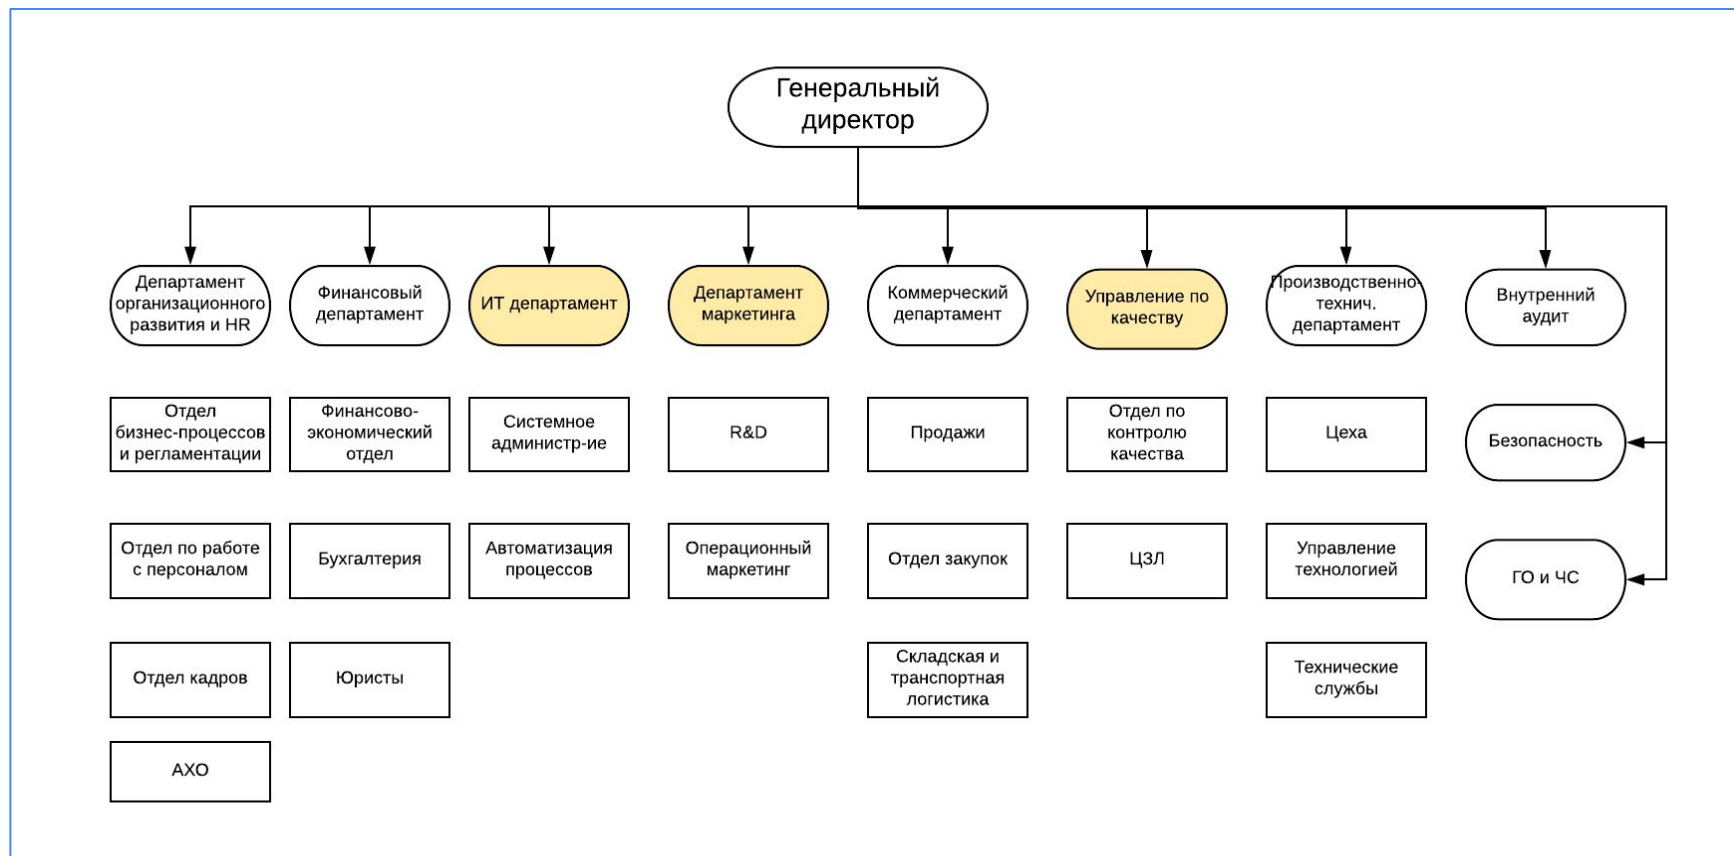 Генеральный
директор
Департамент
организационного
развития и HR
Финансовый
департамент
ИТ департамент
Департамент
маркетинга
Коммерческий
департамент
Управление по
качеству
Производственно-
технич.
департамент
Внутренний
аудит
Отдел
бизнес-процессов
и регламентации
Финансово-
экономический
отдел
Системное
администр-ие
R&D
Продажи
Отдел по
контролю
качества
Цеха
Безопасность
Отдел по работе
с персоналом
Бухгалтерия
Автоматизация
процессов
Операционный
маркетинг
Отдел закупок
ЦЗЛ
Управление
технологией
ГО и ЧС
Отдел кадров
Юристы
Складская и
транспортная
логистика
Технические
службы
АХО